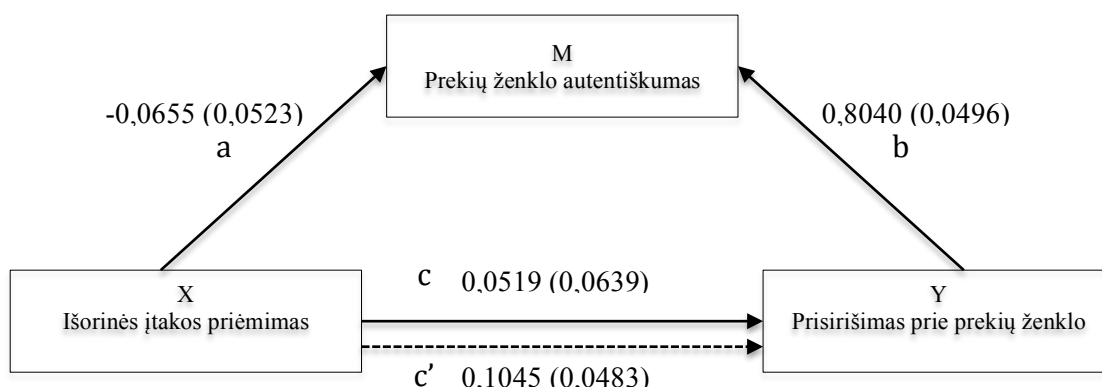 M
Prekių ženklo autentiškumas
-0,0655 (0,0523)
a
0,8040 (0,0496)
b
X
Išorinės įtakos priėmimas
c 0,0519 (0,0639)
c’ 0,1045 (0,0483)
Y
Prisirišimas prie prekių ženklo